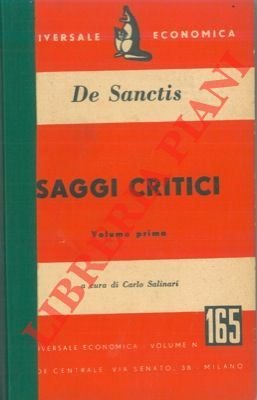 IVERSALE ECONOMICA
De Sanctis
SAGGI CRITICI
Volume primo
a cura di Carlo Salinari
IVERSALE ECONOMICA - VOLUME N. 165
DE CENTRALE VIA SENATO, 38 - MILANO
LIBRERIA PIANI